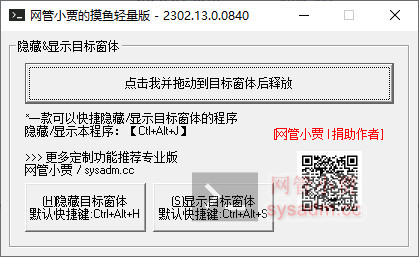 网管小贾的摸鱼轻量版 - 2302.13.0.0840
隐藏&显示目标窗体
点击我并拖动到目标窗体后释放
*一款可以快捷隐藏/显示目标窗体的程序
隐藏/显示本程序：【Ctl+Alt+J】
[网管小贾 | 捐助作者]
>>> 更多定制功能推荐专业版
网管小贾 / sysadm.cc
(H)隐藏目标窗体
默认快捷键:Ctrl+Alt+H
(S)显示目标窗体
默认快捷键:Ctrl+Alt+S
网管小贾
sysadm.cc